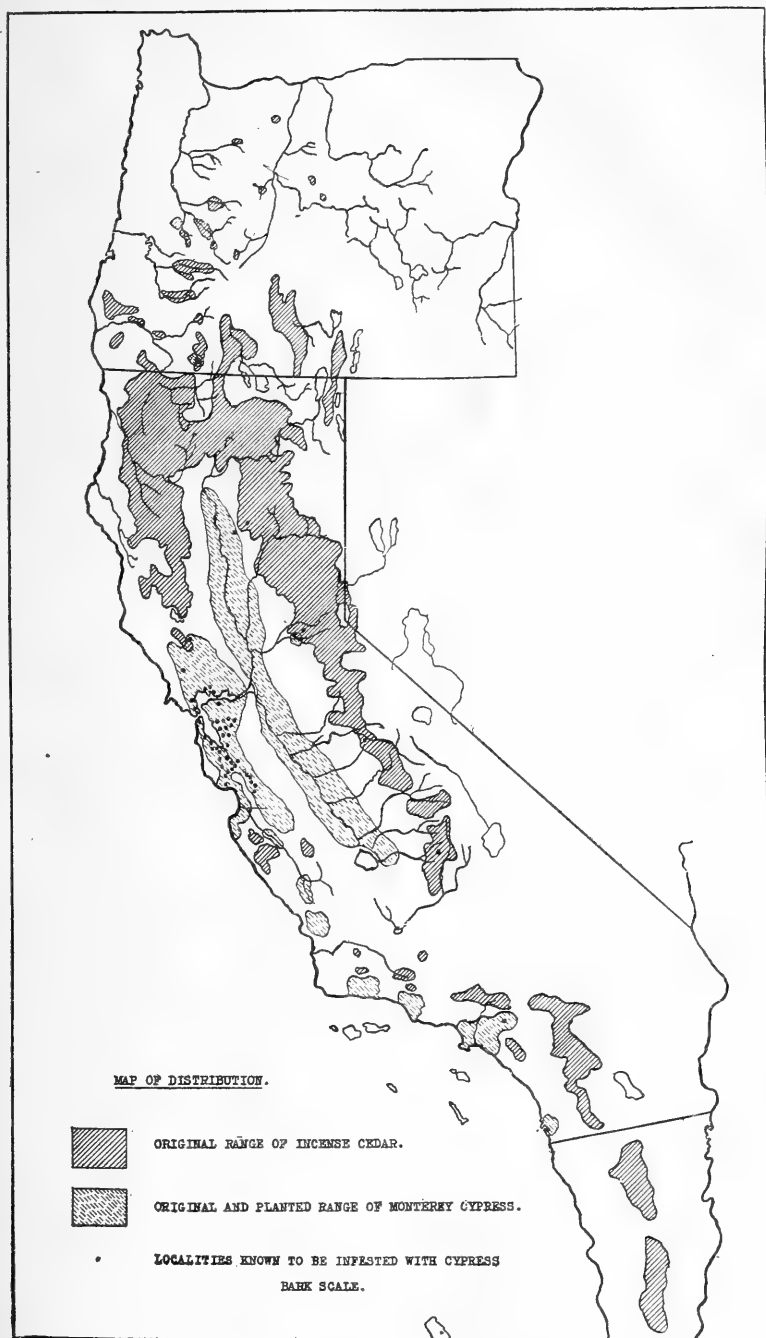 MAP OF DISTRIBUTION.
ORIGINAL RANGE OF INCENSE CEDAR.
ORIGINAL AND PLANTED RANGE OF MONTEREY CYPRESS.
LOCALITIES KNOWN TO BE INFESTED WITH CYPRESS
BARK SCALE.